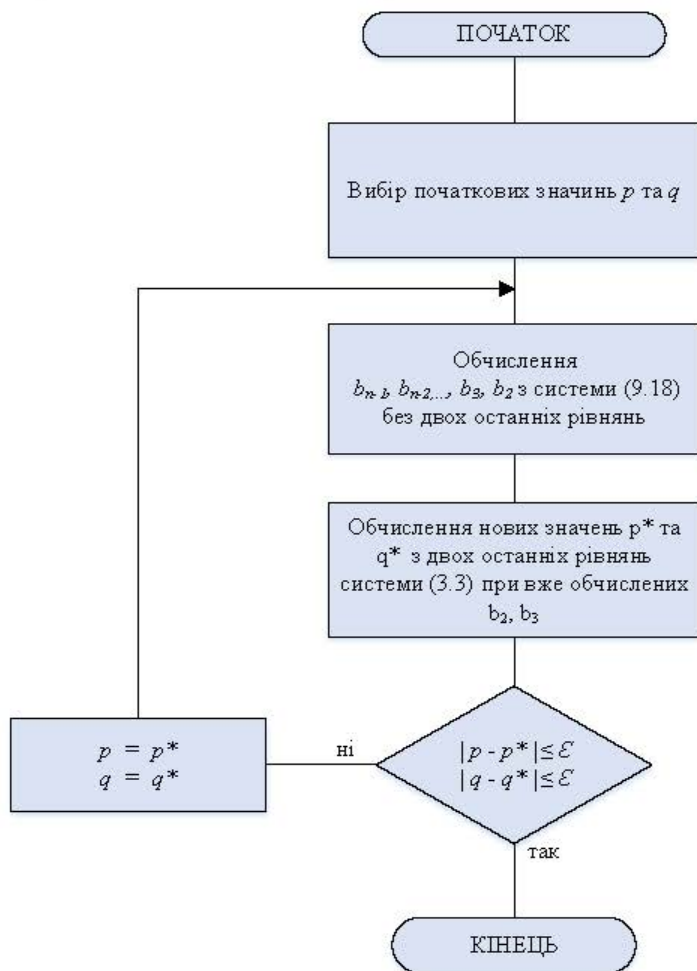 ПОЧАТОК
Вибір початкових значинь p та q
Обчислення
bₙ₋₁, bₙ₋₂,.., b₃, b₂ з системи (9.18)
без двох останніх рівнянь
Обчислення нових значень p* та
q* з двох останніх рівнянь
системи (3.3) при вже обчислених
b₂, b₃
p = p*
q = q*
ні
|p - p*|≤ Ɛ
|q - q*|≤ Ɛ
так
КІНЕЦЬ